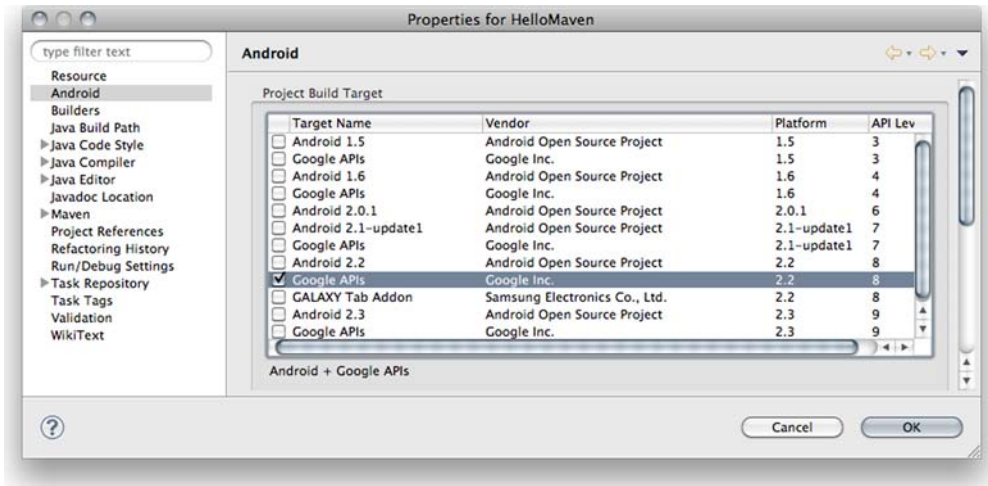 Properties for HelloMaven
type filter text
Resource
Android
Builders
Java Build Path
Java Code Style
Java Compiler
Java Editor
Javadoc Location
Maven
Project References
Refactoring History
Run/Debug Settings
Task Repository
Task Tags
Validation
WikiText
Android
Project Build Target
Target Name Vendor Platform API Lev
Android 1.5 Android Open Source Project 1.5 3
Google APIs Google Inc. 1.5 3
Android 1.6 Android Open Source Project 1.6 4
Google APIs Google Inc. 1.6 4
Android 2.0.1 Android Open Source Project 2.0.1 6
Android 2.1-update1 Android Open Source Project 2.1-update1 7
Google APIs Google Inc. 2.1-update1 7
Android 2.2 Android Open Source Project 2.2 8
Google APIs Google Inc. 2.2 8
GALAXY Tab Addon Samsung Electronics Co., Ltd. 2.2 8
Android 2.3 Android Open Source Project 2.3 9
Google APIs Google Inc. 2.3 9
Android + Google APIs
?
Cancel OK